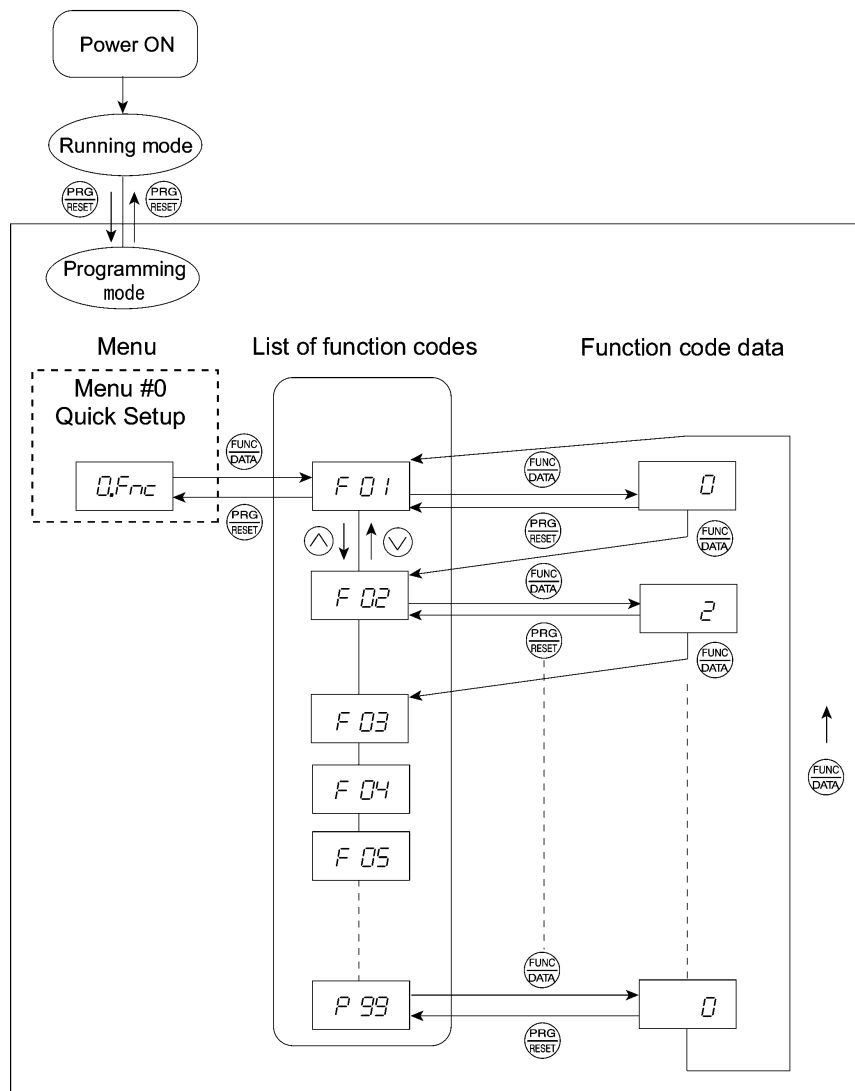 Power ON
Running mode
PRG
RESET
PRG
RESET
Programming
mode
Menu
List of function codes
Function code data
Menu #0
Quick Setup
0.Fnc
FUNC
DATA
PRG
RESET
F 01
FUNC
DATA
0
PRG
RESET
FUNC
DATA
F 02
FUNC
DATA
2
PRG
RESET
FUNC
DATA
F 03
F 04
F 05
FUNC
DATA
FUNC
DATA
P 99
0
PRG
RESET